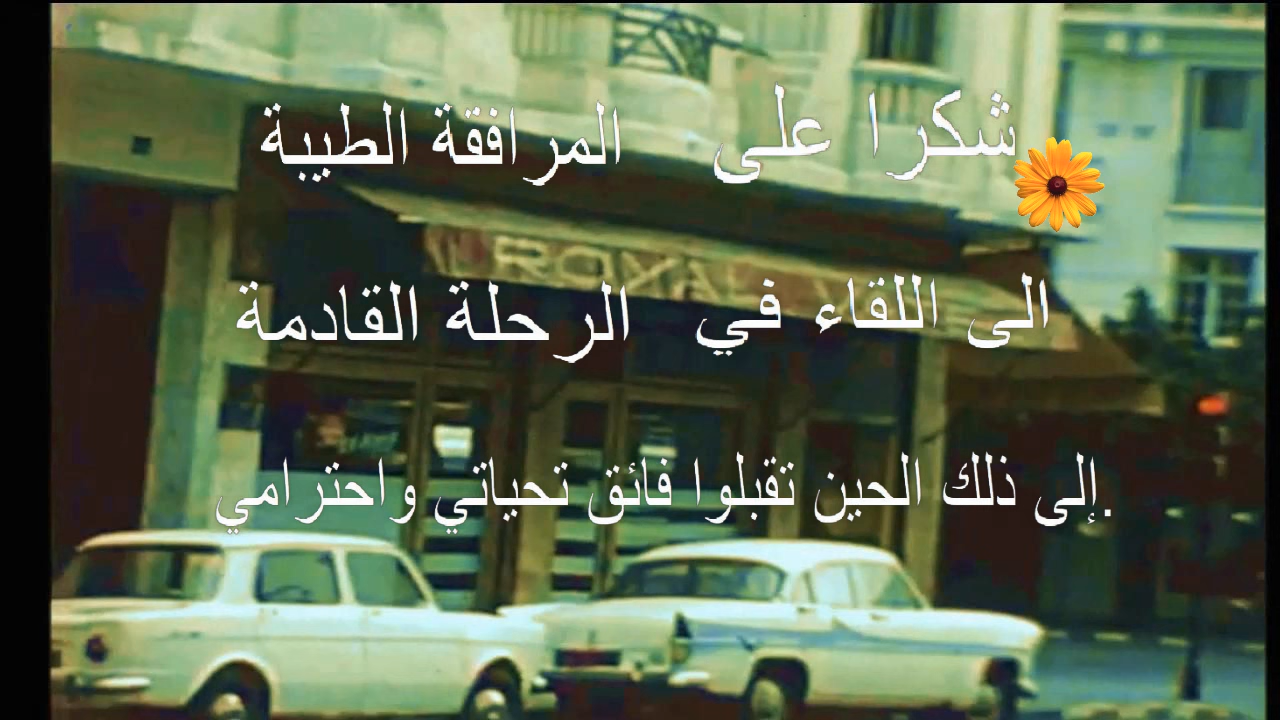 شكرا على المرافقة الطيبة
ROYAL
الى اللقاء في الرحلة القادمة
إلى ذلك الحين تقبلوا فائق تحياتي واحترامي.